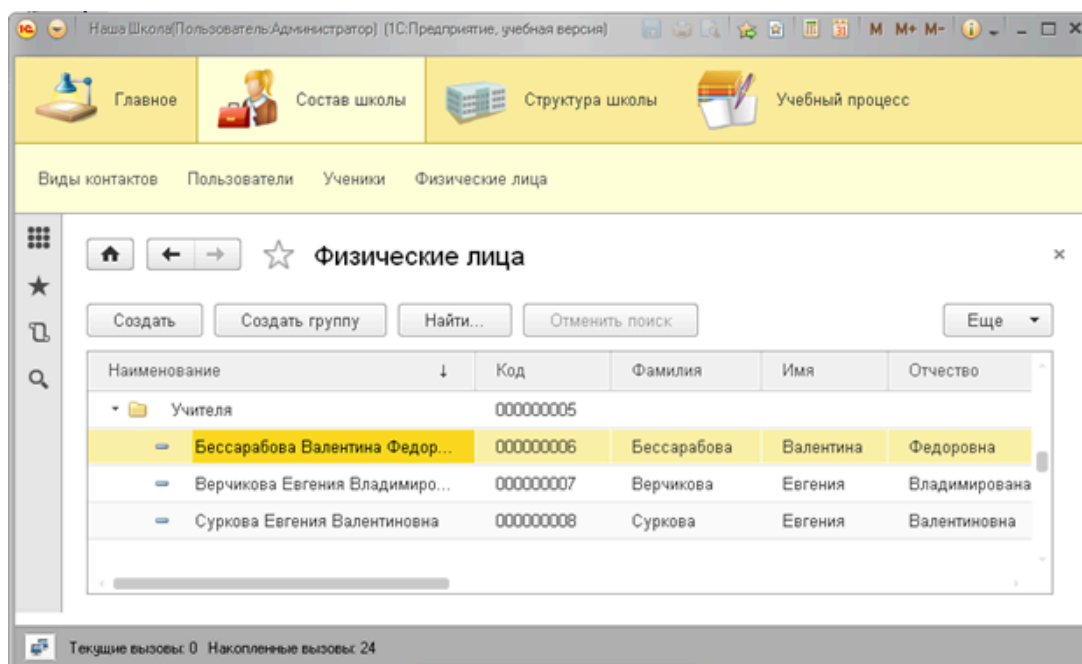 Наша Школа(Пользователь:Администратор) (1С:Предприятие, учебная версия) M M+ M-
Главное Состав школы Структура школы Учебный процесс
Виды контактов Пользователи Ученики Физические лица
Физические лица
Создать Создать группу Найти... Отменить поиск Еще
Наименование Код Фамилия Имя Отчество
Учителя 000000005
Бессарабова Валентина Федор... 000000006 Бессарабова Валентина Федоровна
Верчикова Евгения Владимиро... 000000007 Верчикова Евгения Владимирована
Суркова Евгения Валентиновна 000000008 Суркова Евгения Валентиновна
Текущие вызовы: 0 Накопленные вызовы: 24